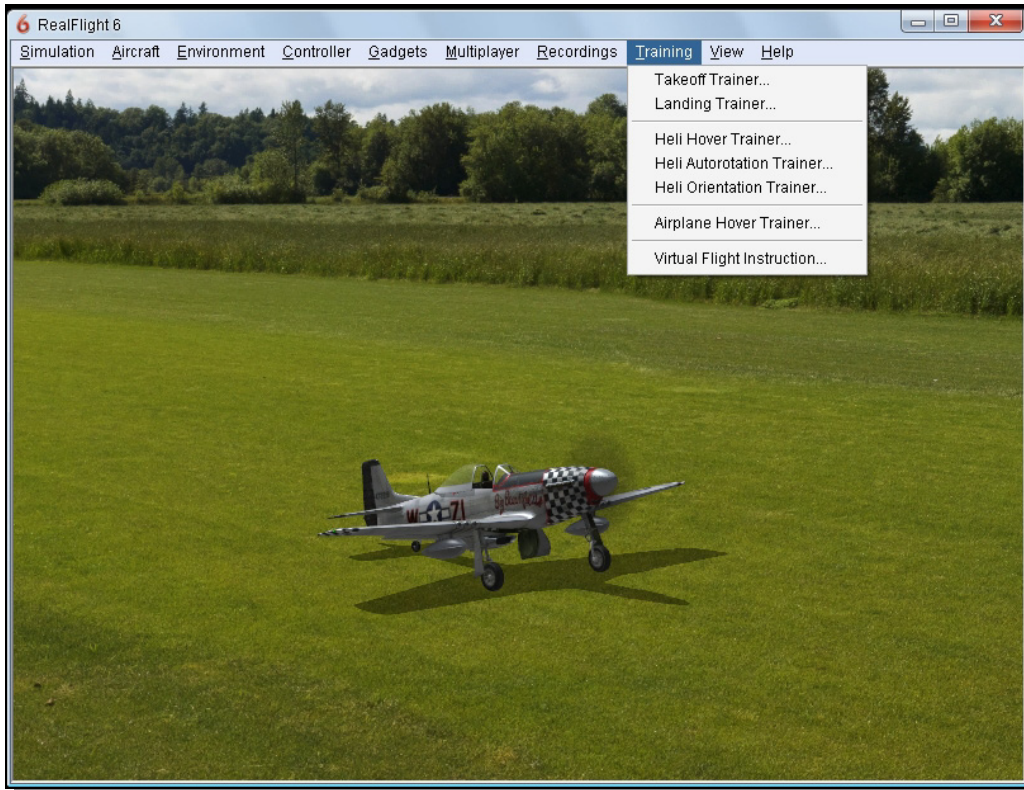 RealFlight 6
Simulation Aircraft Environment Controller Gadgets Multiplayer Recordings Training View Help
Takeoff Trainer...
Landing Trainer...
Heli Hover Trainer...
Heli Autorotation Trainer...
Heli Orientation Trainer...
Airplane Hover Trainer...
Virtual Flight Instruction...
W ZI